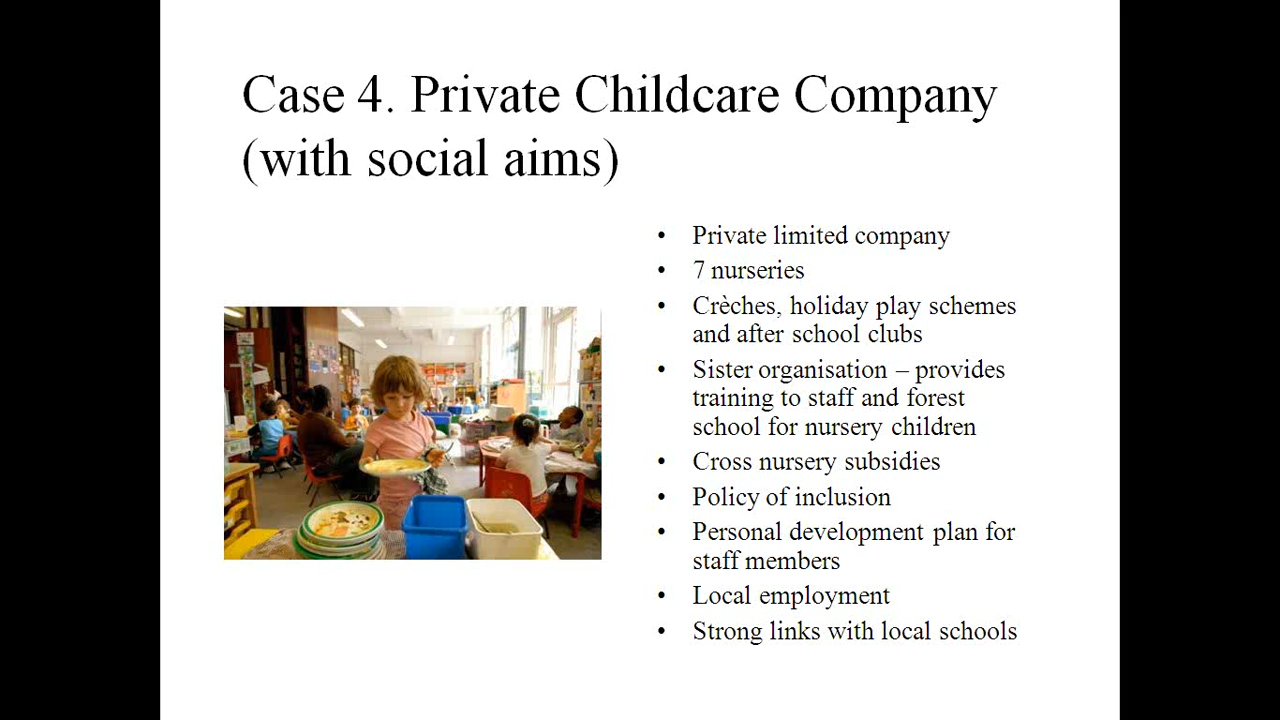 Case 4. Private Childcare Company
(with social aims)
• Private limited company
• 7 nurseries
• Crèches, holiday play schemes
and after school clubs
• Sister organisation – provides
training to staff and forest
school for nursery children
• Cross nursery subsidies
• Policy of inclusion
• Personal development plan for
staff members
• Local employment
• Strong links with local schools